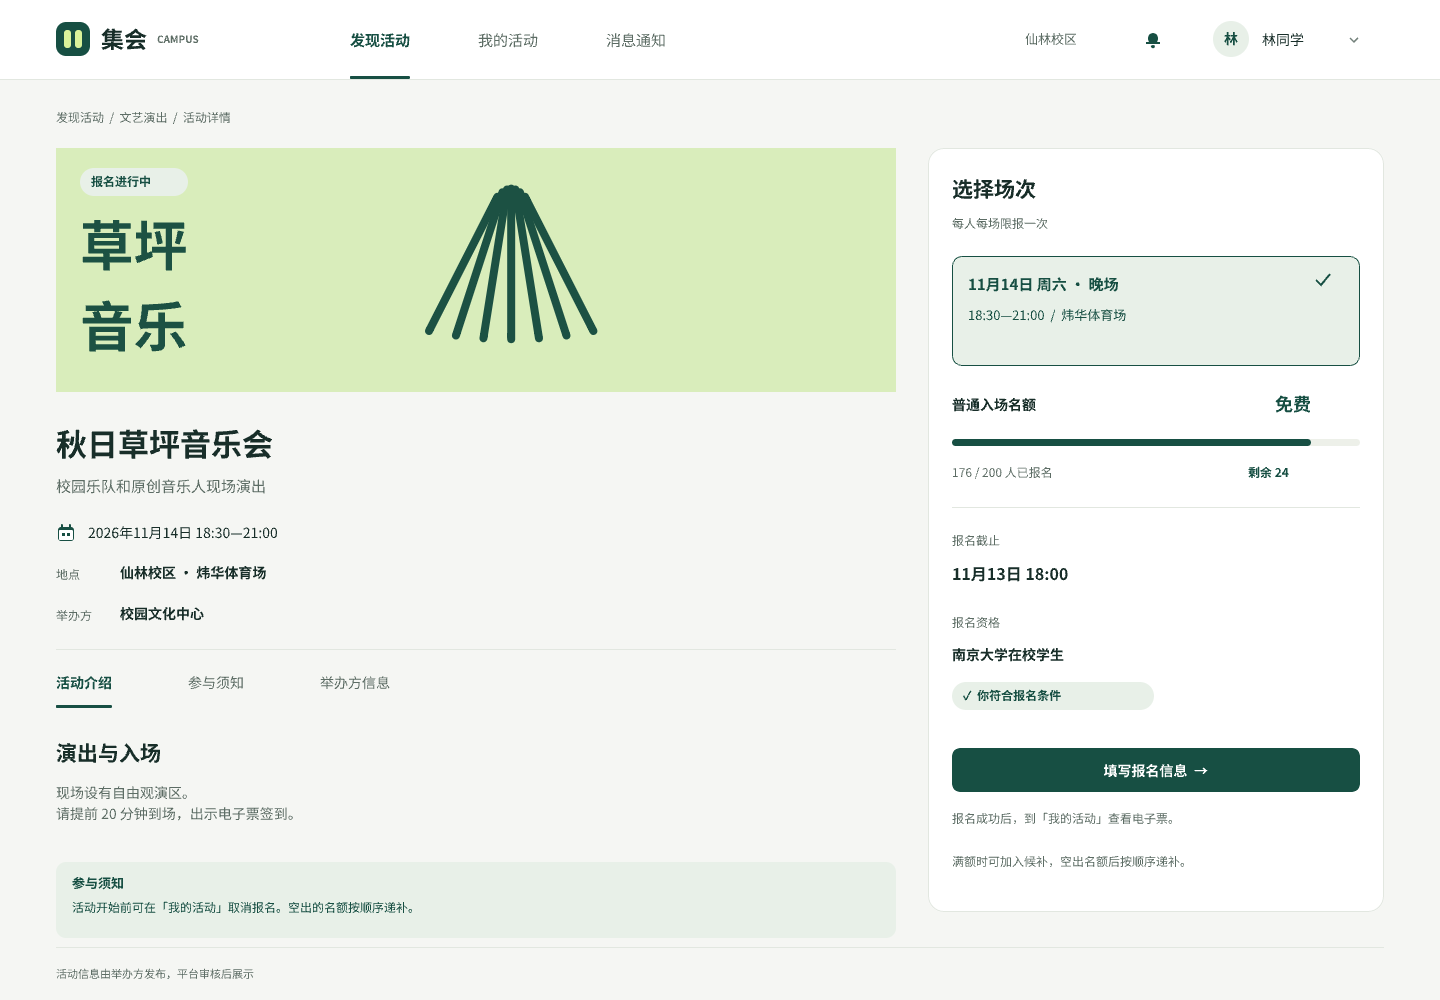 集会 CAMPUS
发现活动
我的活动
消息通知
仙林校区
林
林同学
发现活动 / 文艺演出 / 活动详情
报名进行中
草坪
音乐
秋日草坪音乐会
校园乐队和原创音乐人现场演出
2026年11月14日 18:30—21:00
地点 仙林校区 · 炜华体育场
举办方 校园文化中心
活动介绍
参与须知
举办方信息
演出与入场
现场设有自由观演区。
请提前 20 分钟到场，出示电子票签到。
参与须知
活动开始前可在「我的活动」取消报名。空出的名额按顺序递补。
选择场次
每人每场限报一次
11月14日 周六 · 晚场
18:30—21:00 / 炜华体育场
普通入场名额 免费
176 / 200 人已报名 剩余 24
报名截止
11月13日 18:00
报名资格
南京大学在校学生
✓ 你符合报名条件
填写报名信息 →
报名成功后，到「我的活动」查看电子票。
满额时可加入候补，空出名额后按顺序递补。
活动信息由举办方发布，平台审核后展示